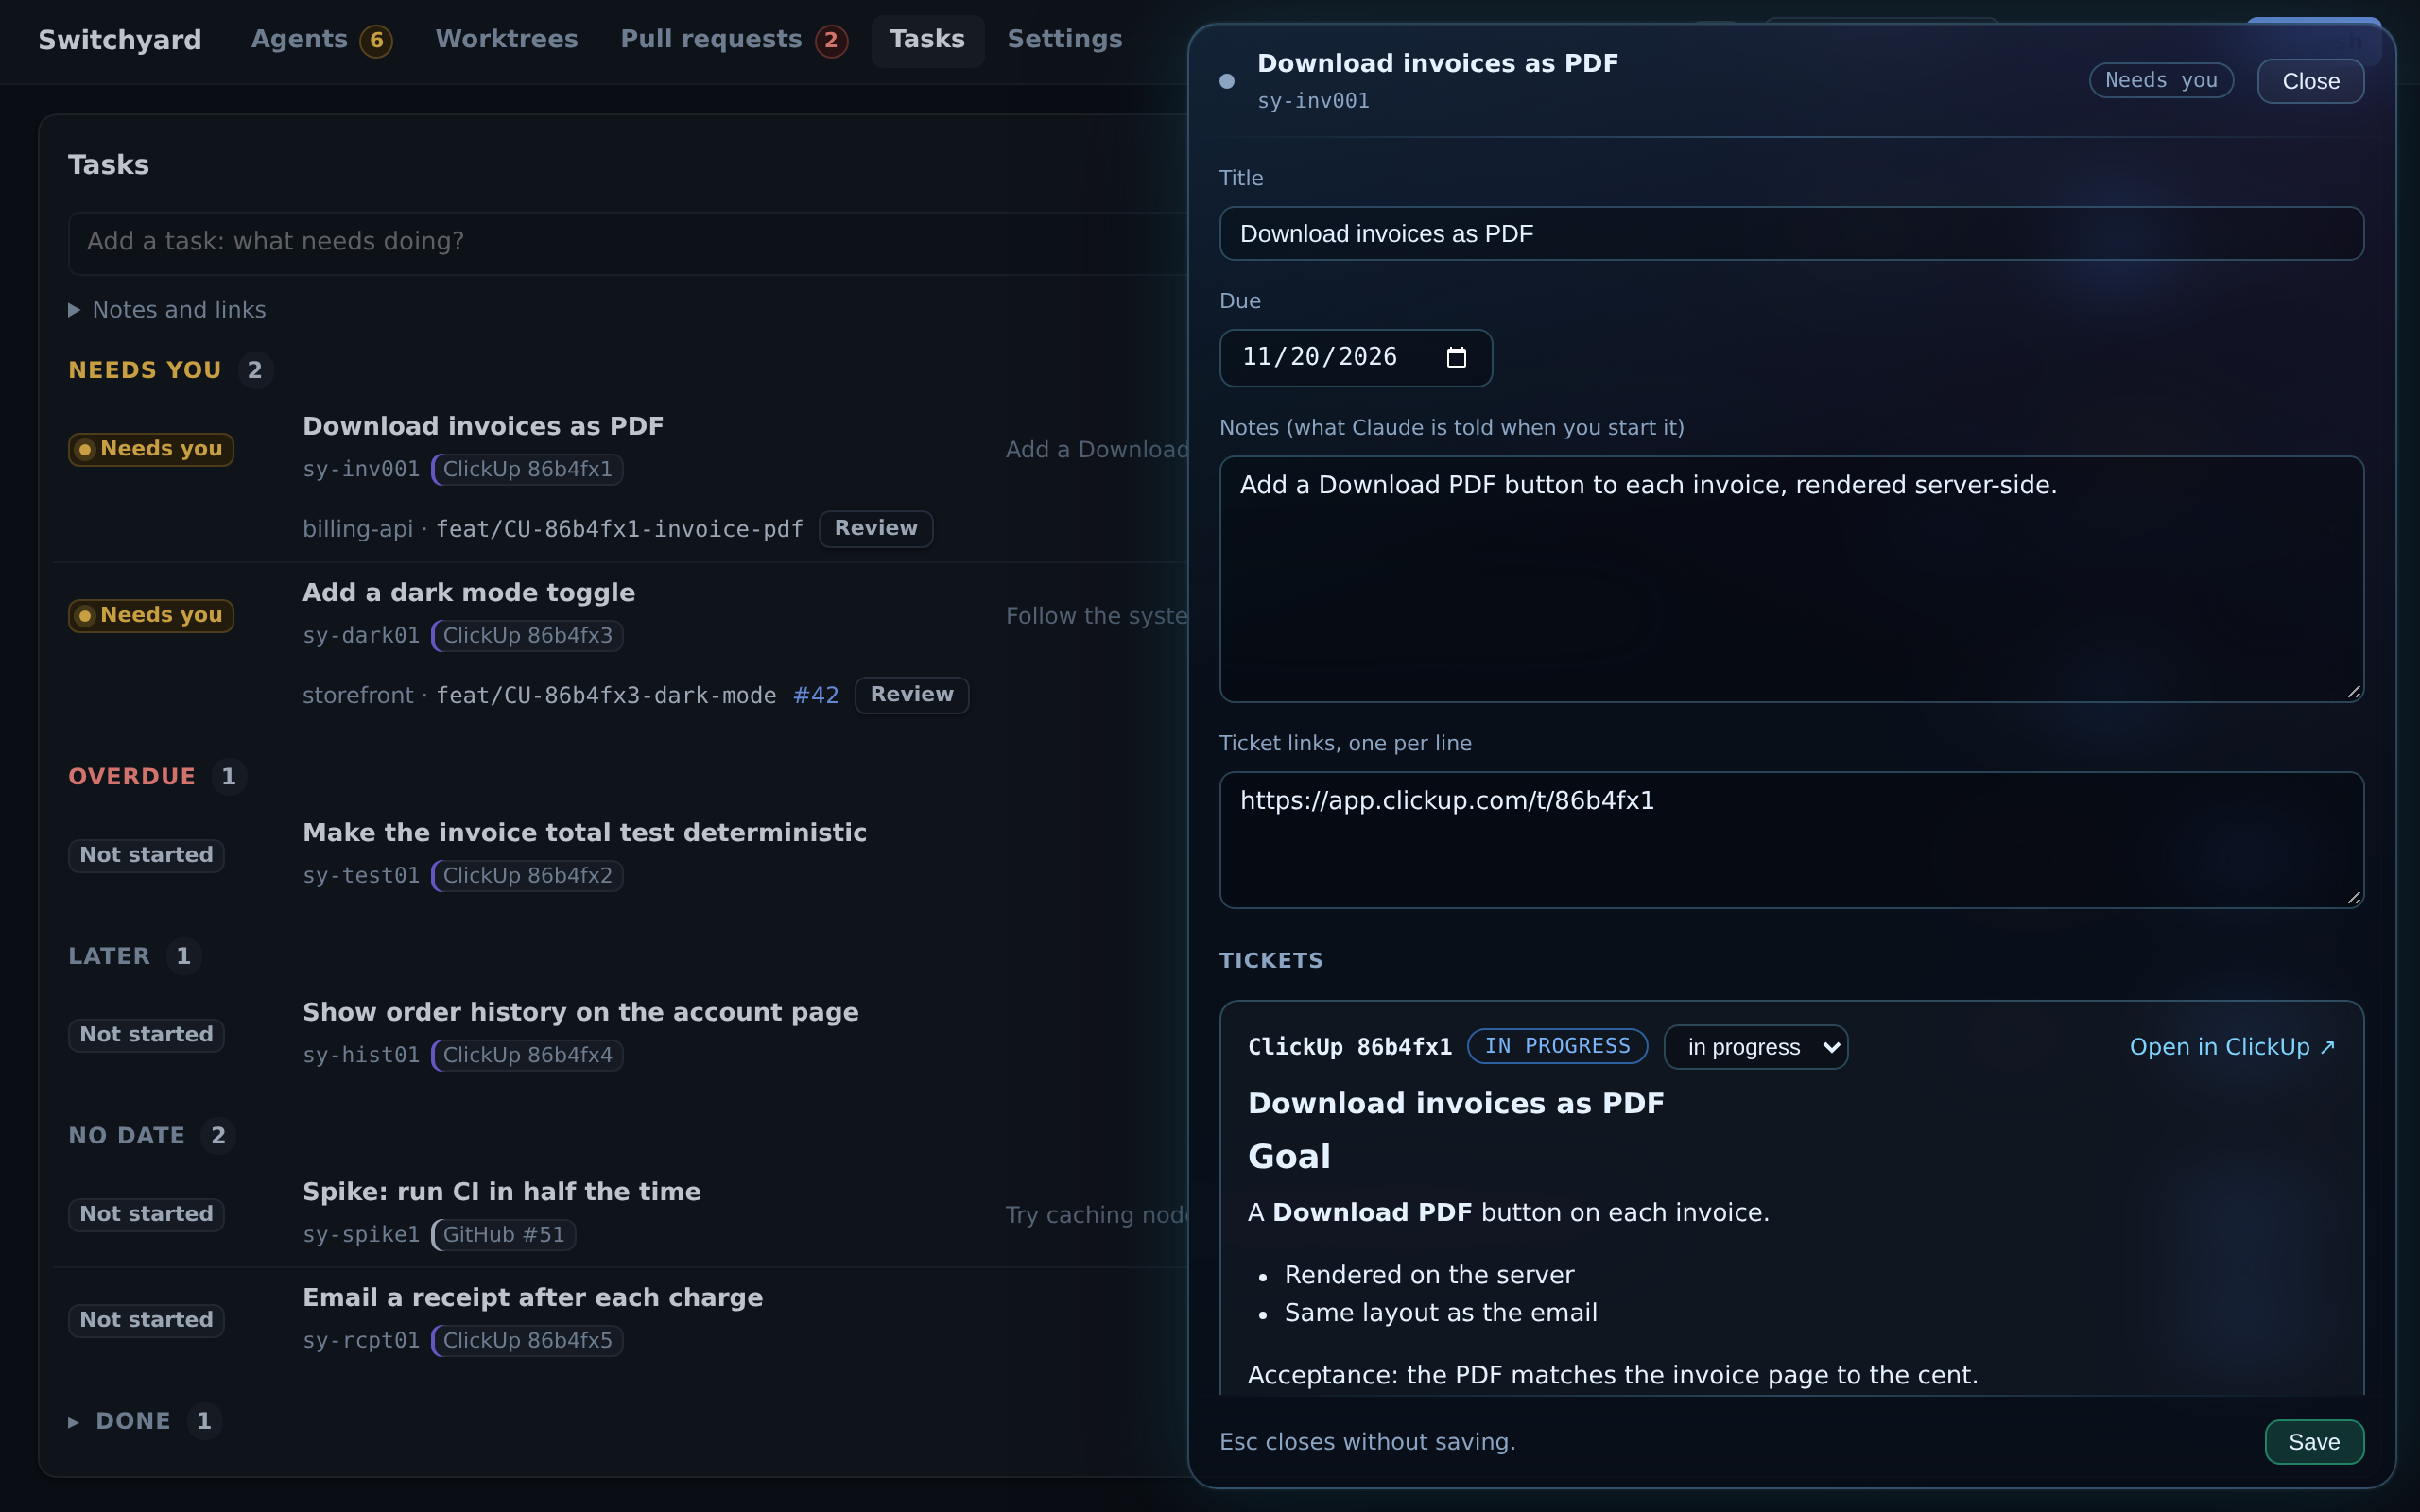 Switchyard Agents 6 Worktrees Pull requests 2 Tasks Settings
Tasks
Add a task: what needs doing?
▶ Notes and links
NEEDS YOU 2
Needs you
Download invoices as PDF
sy-inv001 ClickUp 86b4fx1
Add a Download
billing-api · feat/CU-86b4fx1-invoice-pdf Review
Needs you
Add a dark mode toggle
sy-dark01 ClickUp 86b4fx3
Follow the syste
storefront · feat/CU-86b4fx3-dark-mode #42 Review
OVERDUE 1
Not started
Make the invoice total test deterministic
sy-test01 ClickUp 86b4fx2
LATER 1
Not started
Show order history on the account page
sy-hist01 ClickUp 86b4fx4
NO DATE 2
Not started
Spike: run CI in half the time
sy-spike1 GitHub #51
Try caching node
Not started
Email a receipt after each charge
sy-rcpt01 ClickUp 86b4fx5
▸ DONE 1
Download invoices as PDF
sy-inv001
Needs you
Close
Title
Download invoices as PDF
Due
11/20/2026
Notes (what Claude is told when you start it)
Add a Download PDF button to each invoice, rendered server-side.
Ticket links, one per line
https://app.clickup.com/t/86b4fx1
TICKETS
ClickUp 86b4fx1 IN PROGRESS in progress Open in ClickUp ↗
Download invoices as PDF
Goal
A Download PDF button on each invoice.
• Rendered on the server
• Same layout as the email
Acceptance: the PDF matches the invoice page to the cent.
Esc closes without saving.
Save